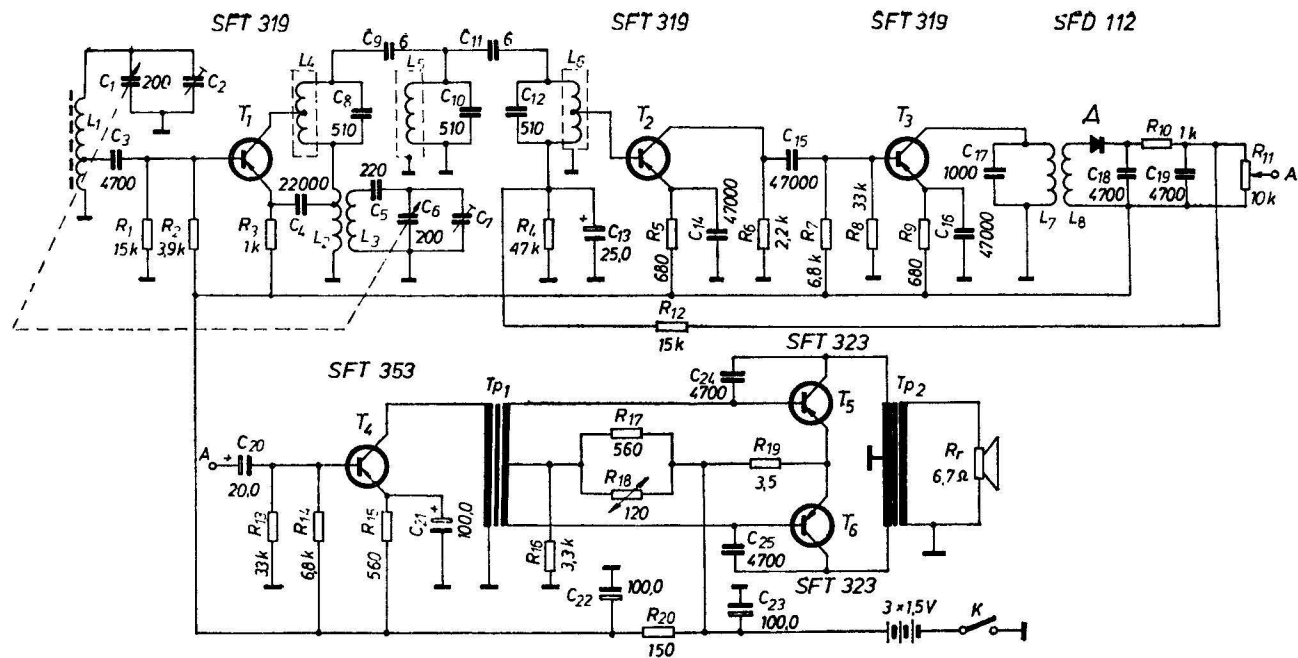 SFT 319
SFT 319
SFT 319
SFD 112
C9 6
C11 6
L4
L5
L6
C1 200 C2
L1
C3
4700
T1
C8
510
C10
510
C12
510
T2
C15
47000
T3
C17
1000
L7
L8
Δ
R10 1k
C18
4700
C19
4700
R11
10k
A
R1
15k
R2
3,9k
R3
1k
22000
C4
L2
L3
220
C5
C6
200
C7
R4
47k
C13
25,0
R5
680
C14
47000
R6
2,2k
R7
6,8k
R8
33k
R9
680
C16
47000
R12
15k
SFT 353
SFT 323
A
C20
20,0
T4
Tp1
C24
4700
T5
Tp2
R17
560
R18
120
R19
3,5
Rr
6,7Ω
R13
33k
R14
6,8k
R15
560
C21
100,0
R16
3,3k
C25
4700
T6
SFT 323
C22
100,0
C23
100,0
R20
150
3×1,5V
K